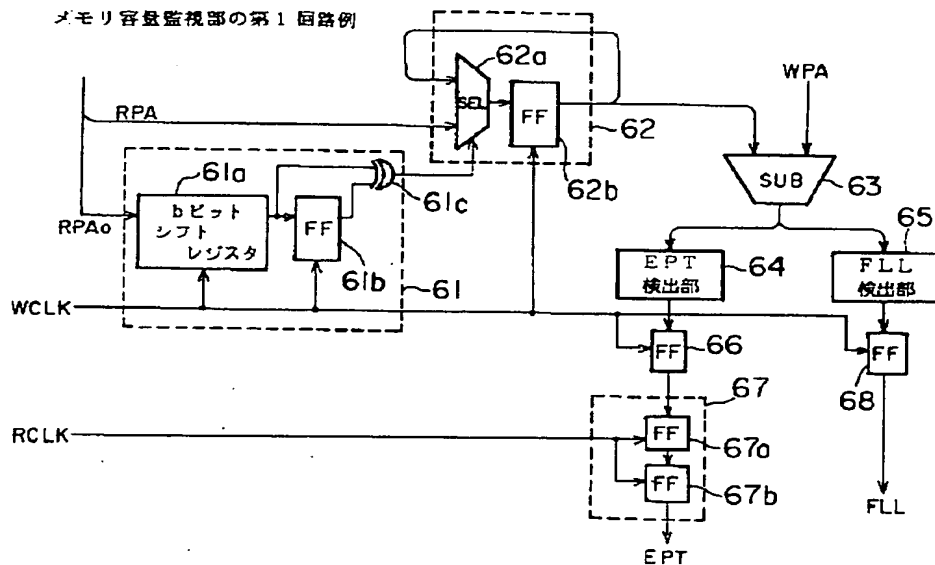 メモリ容量監視部の第1回路例
62a
WPA
RPA
SEL
FF
62
62b
61a
61c
SUB
63
RPAo
bビット
シフト
レジスタ
FF
61b
65
EPT
検出部
64
FLL
検出部
WCLK
61
FF
66
FF
68
67
RCLK
FF
67a
FF
67b
FLL
EPT